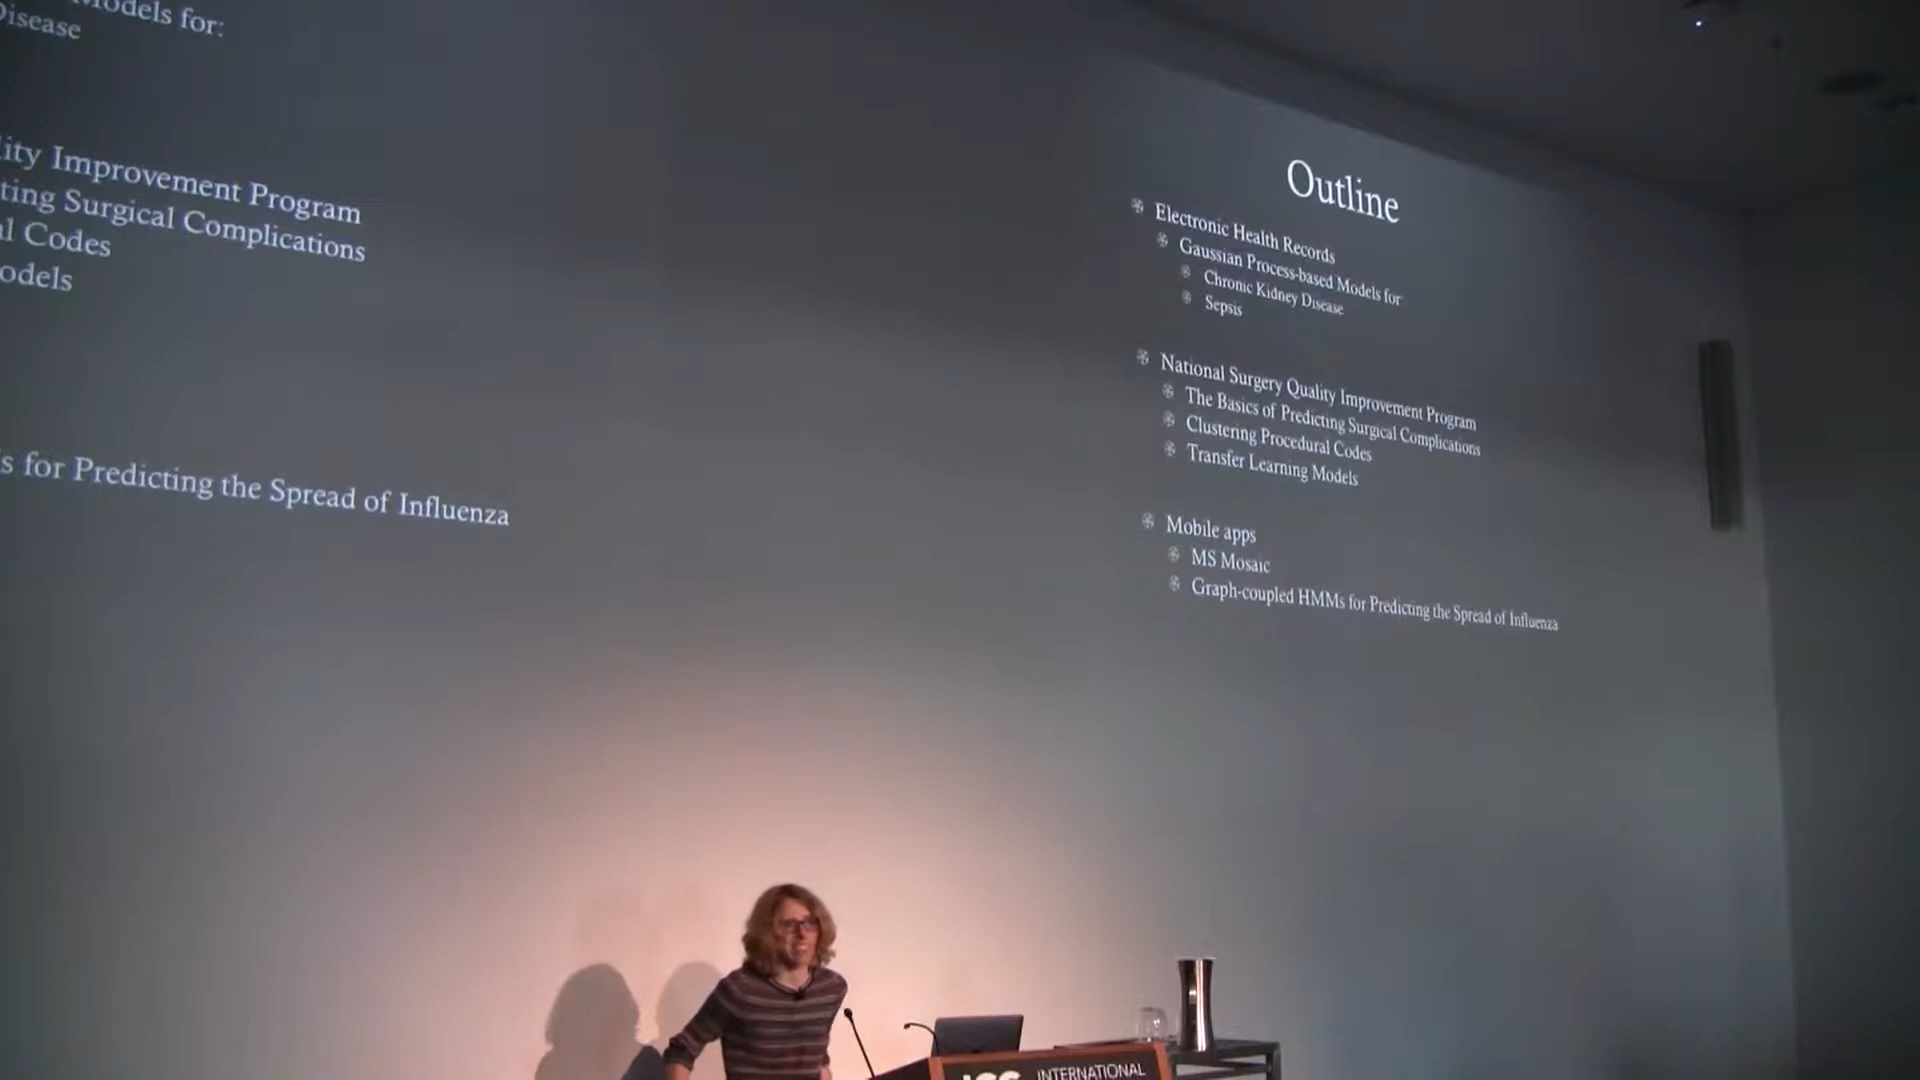 Models for:
Disease
ity Improvement Program
ting Surgical Complications
l Codes
odels
s for Predicting the Spread of Influenza
Outline
Electronic Health Records
Gaussian Process-based Models for
Chronic Kidney Disease
Sepsis
National Surgery Quality Improvement Program
The Basics of Predicting Surgical Complications
Clustering Procedural Codes
Transfer Learning Models
Mobile apps
MS Mosaic
Graph-coupled HMMs for Predicting the Spread of Influenza
INTERNATIONAL